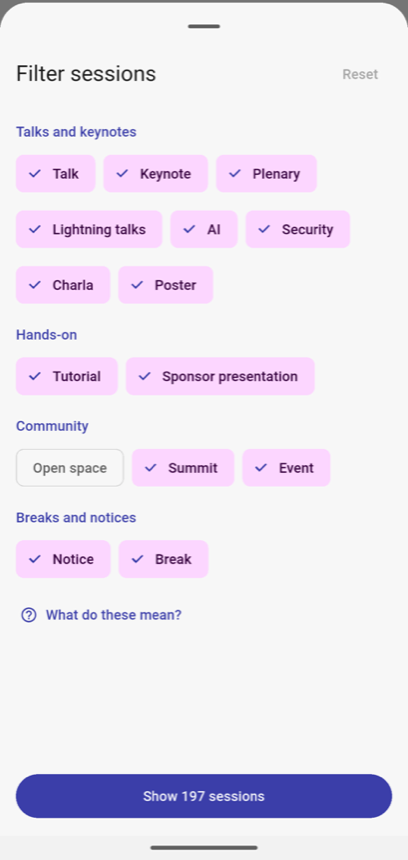 Filter sessions Reset
Talks and keynotes
Talk Keynote Plenary
Lightning talks AI Security
Charla Poster
Hands-on
Tutorial Sponsor presentation
Community
Open space Summit Event
Breaks and notices
Notice Break
What do these mean?
Show 197 sessions